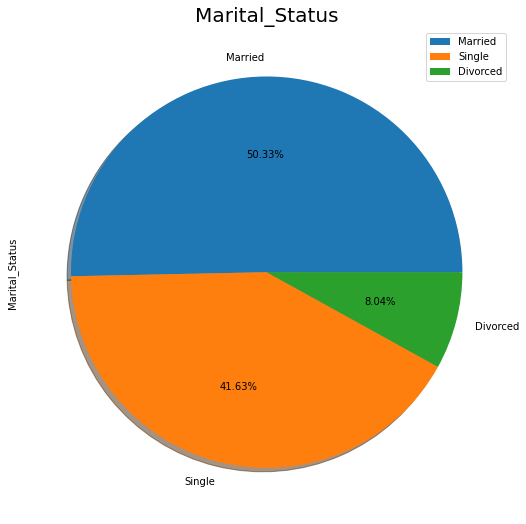 Marital_Status
Married
Single
Divorced
Married
50.33%
Marital_Status
8.04%
Divorced
41.63%
Single